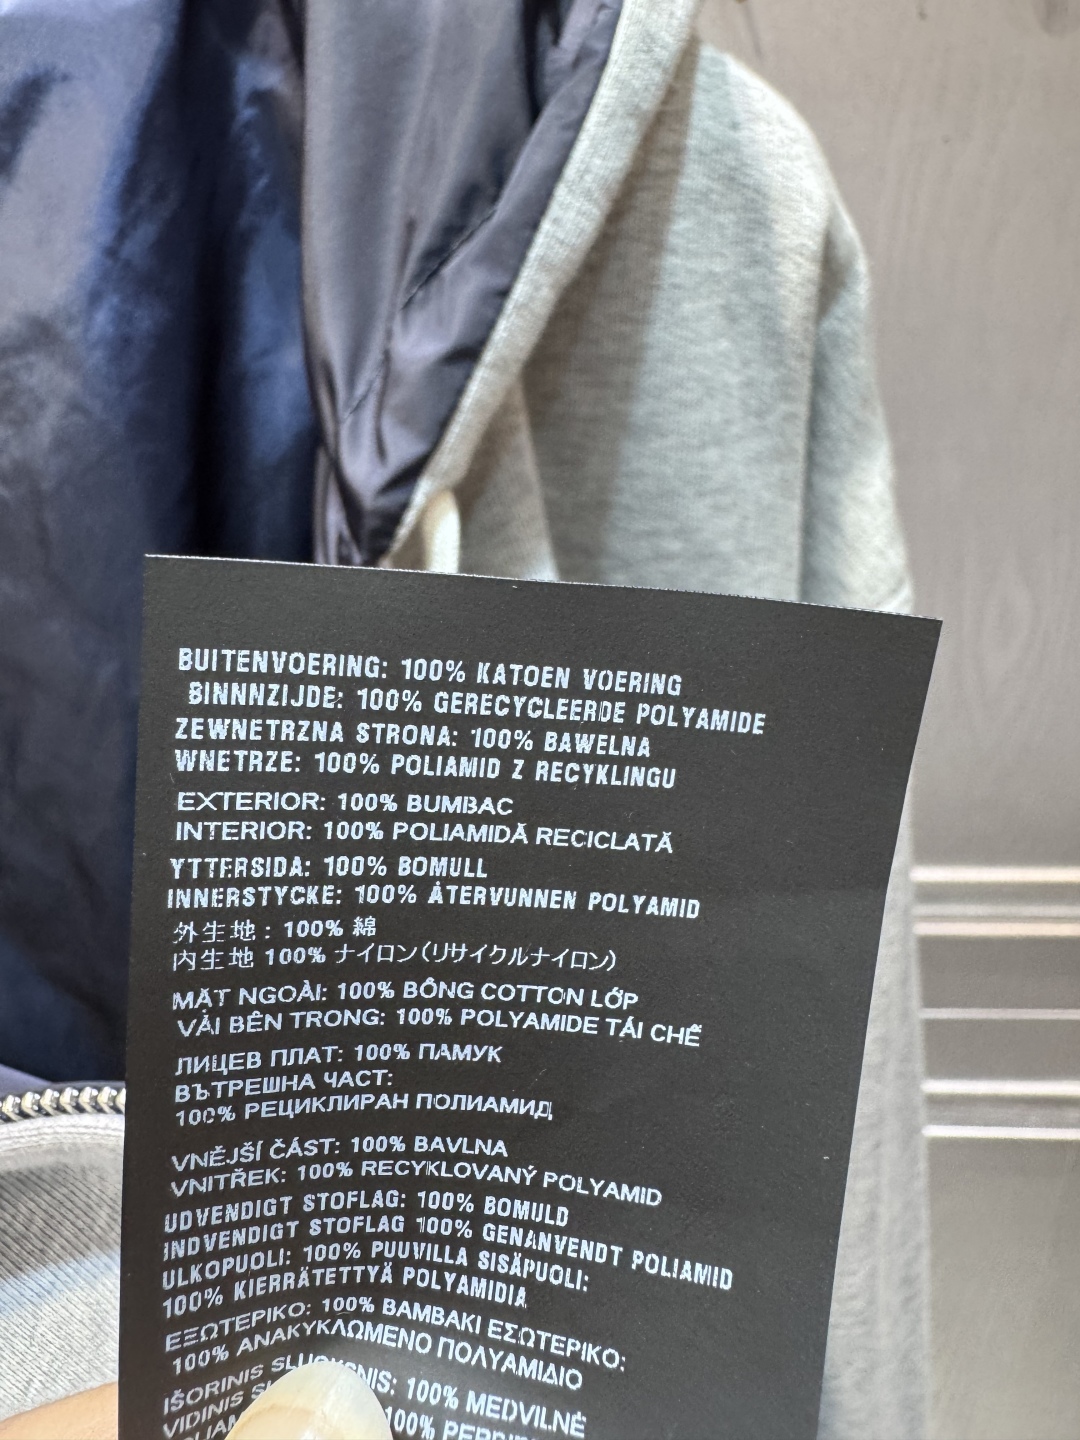 BUITENVOERING: 100% KATOEN VOERING
BINNNZIJDE: 100% GERECYCLEERDE POLYAMIDE
ZEWNETRZNA STRONA: 100% BAWELNA
WNETRZE: 100% POLIAMID Z RECYKLINGU
EXTERIOR: 100% BUMBAC
INTERIOR: 100% POLIAMIDĂ RECICLATĂ
YTTERSIDA: 100% BOMULL
INNERSTYCKE: 100% ÅTERVUNNEN POLYAMID
外生地: 100% 綿
内生地 100% ナイロン(リサイクルナイロン)
MẶT NGOÀI: 100% BÔNG COTTON LỚP
VẢI BÊN TRONG: 100% POLYAMIDE TÁI CHẾ
ЛИЦЕВ ПЛАТ: 100% ПАМУК
ВЪТРЕШНА ЧАСТ:
100% РЕЦИКЛИРАН ПОЛИАМИД
VNĚJŠÍ ČÁST: 100% BAVLNA
VNITŘEK: 100% RECYKLOVANÝ POLYAMID
UDVENDIGT STOFLAG: 100% BOMULD
INDVENDIGT STOFLAG 100% GENANVENDT POLIAMID
ULKOPUOLI: 100% PUUVILLA SISÄPUOLI:
100% KIERRÄTETTYÄ POLYAMIDIA
ΕΞΩΤΕΡΙΚΟ: 100% ΒΑΜΒΑΚΙ ΕΣΩΤΕΡΙΚΟ:
100% ΑΝΑΚΥΚΛΩΜΕΝΟ ΠΟΛΥΑΜΙΔΙΟ
IŠORINIS SLUOKSNIS: 100% MEDVILNĖ
VIDINIS 100%